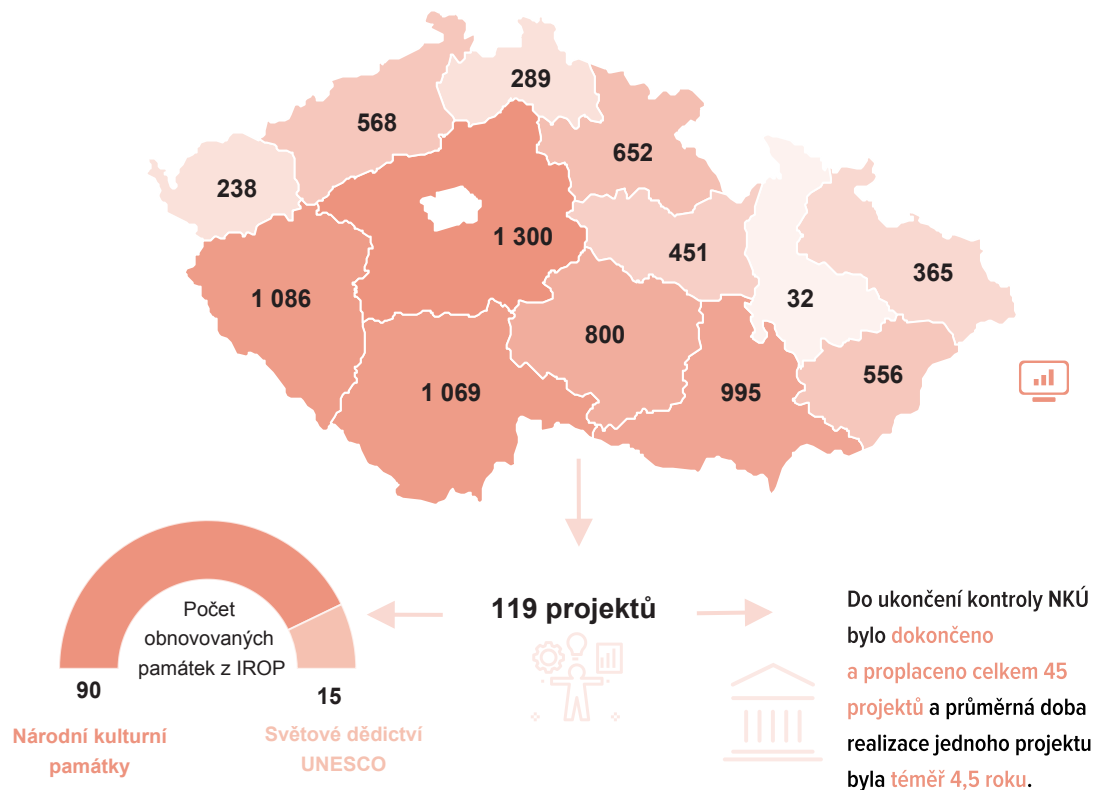 289
568
652
238
1 300
451
365
1 086
32
800
556
1 069
995
119 projektů
Počet
obnovovaných
památek z IROP
90
15
Národní kulturní
památky
Světové dědictví
UNESCO
Do ukončení kontroly NKÚ
bylo dokončeno
a proplaceno celkem 45
projektů a průměrná doba
realizace jednoho projektu
byla téměř 4,5 roku.